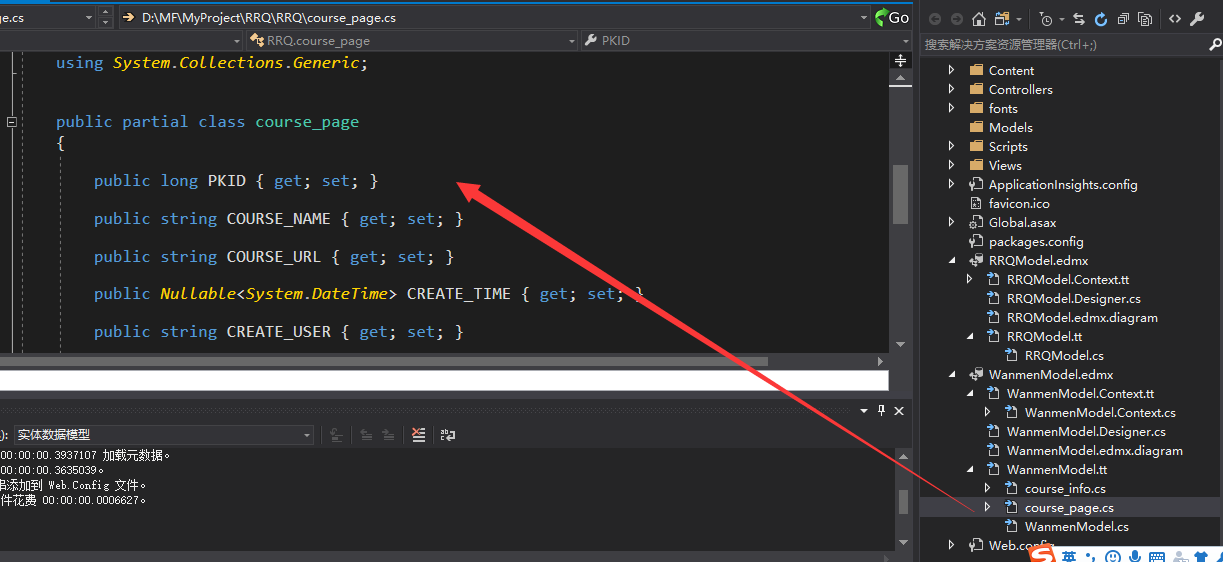 ge.cs
D:\MF\MyProject\RRQ\RRQ\course_page.cs
Go
RRQ.course_page
PKID
using System.Collections.Generic;
public partial class course_page
{
public long PKID { get; set; }
public string COURSE_NAME { get; set; }
public string COURSE_URL { get; set; }
public Nullable<System.DateTime> CREATE_TIME { get; set; }
public string CREATE_USER { get; set; }
): 实体数据模型
00:00:00.3937107 加载元数据。
00:00:00.3635039。
串添加到 Web.Config 文件。
件花费 00:00:00.0006627。
搜索解决方案资源管理器(Ctrl+;)
Content
Controllers
fonts
Models
Scripts
Views
ApplicationInsights.config
favicon.ico
Global.asax
packages.config
RRQModel.edmx
RRQModel.Context.tt
RRQModel.Designer.cs
RRQModel.edmx.diagram
RRQModel.tt
RRQModel.cs
WanmenModel.edmx
WanmenModel.Context.tt
WanmenModel.Context.cs
WanmenModel.Designer.cs
WanmenModel.edmx.diagram
WanmenModel.tt
course_info.cs
course_page.cs
WanmenModel.cs
Web.config
英